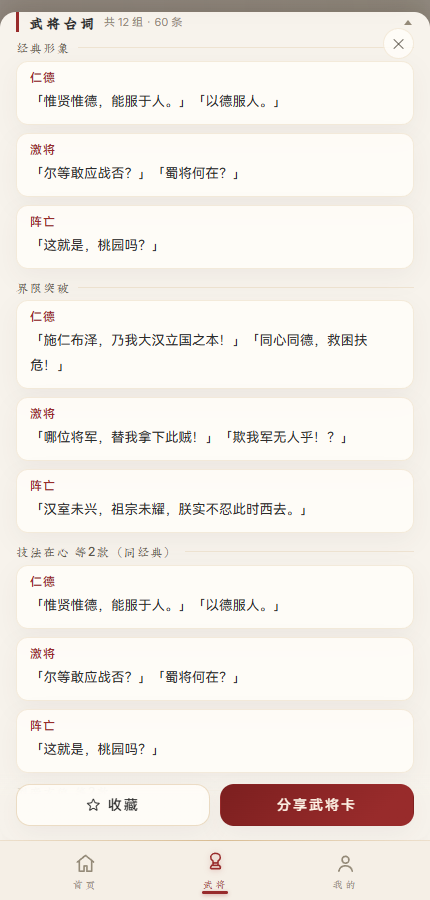 武将台词 共 12 组 · 60 条
经典形象
仁德
「惟贤惟德，能服于人。」「以德服人。」
激将
「尔等敢应战否？」「蜀将何在？」
阵亡
「这就是，桃园吗？」
界限突破
仁德
「施仁布泽，乃我大汉立国之本！」「同心同德，救困扶
危！」
激将
「哪位将军，替我拿下此贼！」「欺我军无人乎！？」
阵亡
「汉室未兴，祖宗未耀，朕实不忍此时西去。」
技法在心 等2款（同经典）
仁德
「惟贤惟德，能服于人。」「以德服人。」
激将
「尔等敢应战否？」「蜀将何在？」
阵亡
「这就是，桃园吗？」
收藏
分享武将卡
首页
武将
我的